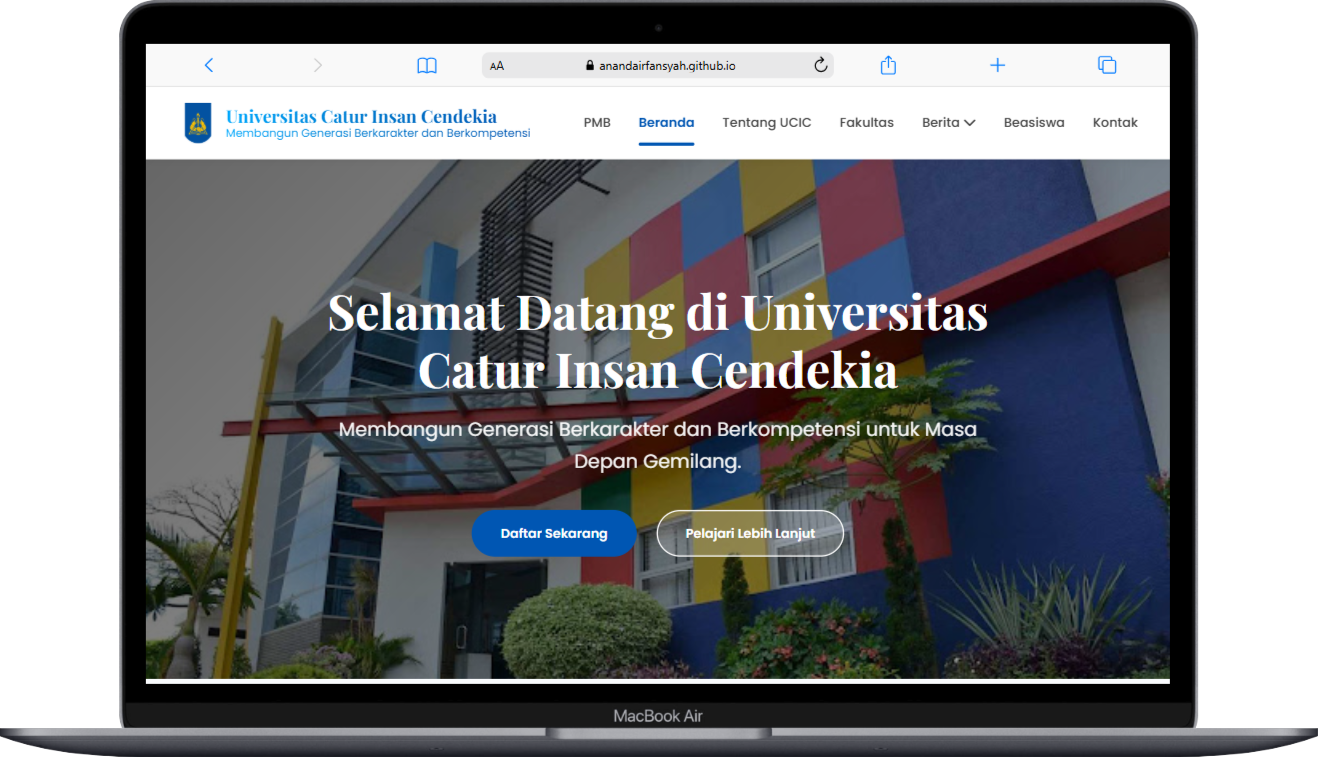 AA
anandairfansyah.github.io
Universitas Catur Insan Cendekia
Membangun Generasi Berkarakter dan Berkompetensi
PMB
Beranda
Tentang UCIC
Fakultas
Berita
Beasiswa
Kontak
Selamat Datang di Universitas
Catur Insan Cendekia
Membangun Generasi Berkarakter dan Berkompetensi untuk Masa
Depan Gemilang.
Daftar Sekarang
Pelajari Lebih Lanjut
MacBook Air